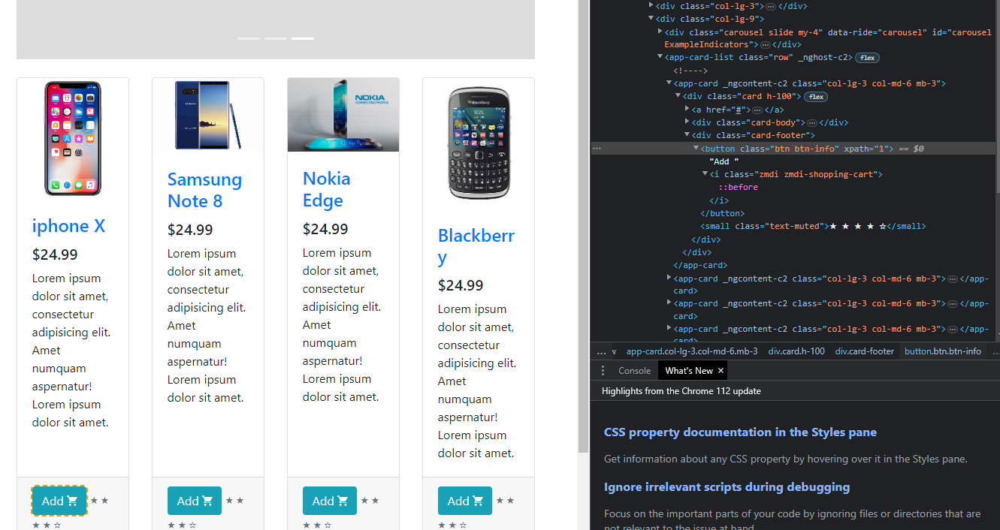 iphone X
$24.99
Lorem ipsum
dolor sit amet,
consectetur
adipisicing elit.
Amet
numquam
aspernatur!
Lorem ipsum
dolor sit amet.
Add
★ ★
★ ★ ☆
Samsung
Note 8
$24.99
Lorem ipsum
dolor sit amet,
consectetur
adipisicing elit.
Amet
numquam
aspernatur!
Lorem ipsum
dolor sit amet.
Add
★ ★
★ ★ ☆
NOKIA
CONNECTING PEOPLE
Nokia
Edge
$24.99
Lorem ipsum
dolor sit amet,
consectetur
adipisicing elit.
Amet
numquam
aspernatur!
Lorem ipsum
dolor sit amet.
Add
★ ★
★ ★ ☆
BlackBerry
Blackberr
y
$24.99
Lorem ipsum
dolor sit amet,
consectetur
adipisicing elit.
Amet
numquam
aspernatur!
Lorem ipsum
dolor sit amet.
Add
★ ★
★ ★ ☆
<div class="col-lg-3"> … </div>
<div class="col-lg-9">
<div class="carousel slide my-4" data-ride="carousel" id="carousel
ExampleIndicators"> … </div>
<app-card-list class="row" _nghost-c2> flex
<!---->
<app-card _ngcontent-c2 class="col-lg-3 col-md-6 mb-3">
<div class="card h-100"> flex
<a href="#"> … </a>
<div class="card-body"> … </div>
<div class="card-footer">
… <button class="btn btn-info" xpath="1"> == $0
"Add "
<i class="zmdi zmdi-shopping-cart">
::before
</i>
</button>
<small class="text-muted">★ ★ ★ ★ ☆</small>
</div>
</div>
</app-card>
<app-card _ngcontent-c2 class="col-lg-3 col-md-6 mb-3"> … </app-
card>
<app-card _ngcontent-c2 class="col-lg-3 col-md-6 mb-3"> … </app-
card>
<app-card _ngcontent-c2 class="col-lg-3 col-md-6 mb-3"> … </app-
card>
… v app-card.col-lg-3.col-md-6.mb-3 div.card.h-100 div.card-footer button.btn.btn-info …
Console What's New ×
Highlights from the Chrome 112 update
CSS property documentation in the Styles pane
Get information about any CSS property by hovering over it in the Styles pane.
Ignore irrelevant scripts during debugging
Focus on the important parts of your code by ignoring files or directories that are
not relevant to the issue at hand.